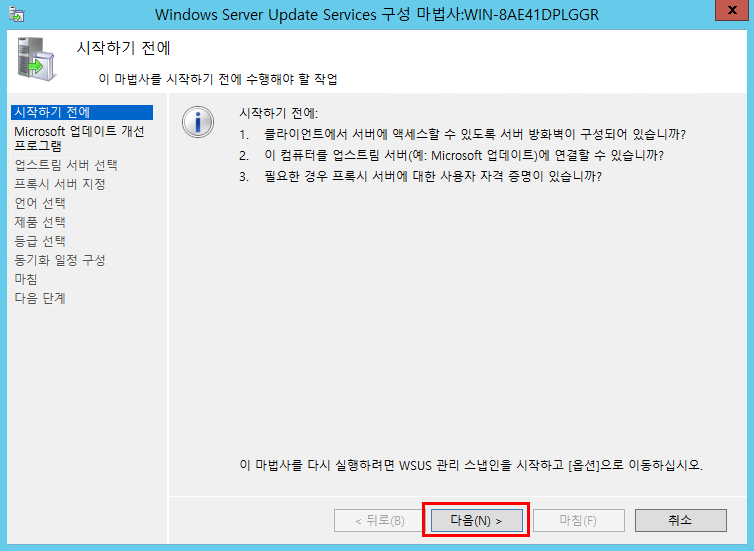 Windows Server Update Services 구성 마법사:WIN-8AE41DPLGGR
x
시작하기 전에
이 마법사를 시작하기 전에 수행해야 할 작업
시작하기 전에
Microsoft 업데이트 개선
프로그램
업스트림 서버 선택
프록시 서버 지정
언어 선택
제품 선택
등급 선택
동기화 일정 구성
마침
다음 단계
시작하기 전에:
1. 클라이언트에서 서버에 액세스할 수 있도록 서버 방화벽이 구성되어 있습니까?
2. 이 컴퓨터를 업스트림 서버(예: Microsoft 업데이트)에 연결할 수 있습니까?
3. 필요한 경우 프록시 서버에 대한 사용자 자격 증명이 있습니까?
이 마법사를 다시 실행하려면 WSUS 관리 스냅인을 시작하고 [옵션]으로 이동하십시오.
< 뒤로(B)
다음(N) >
마침(F)
취소